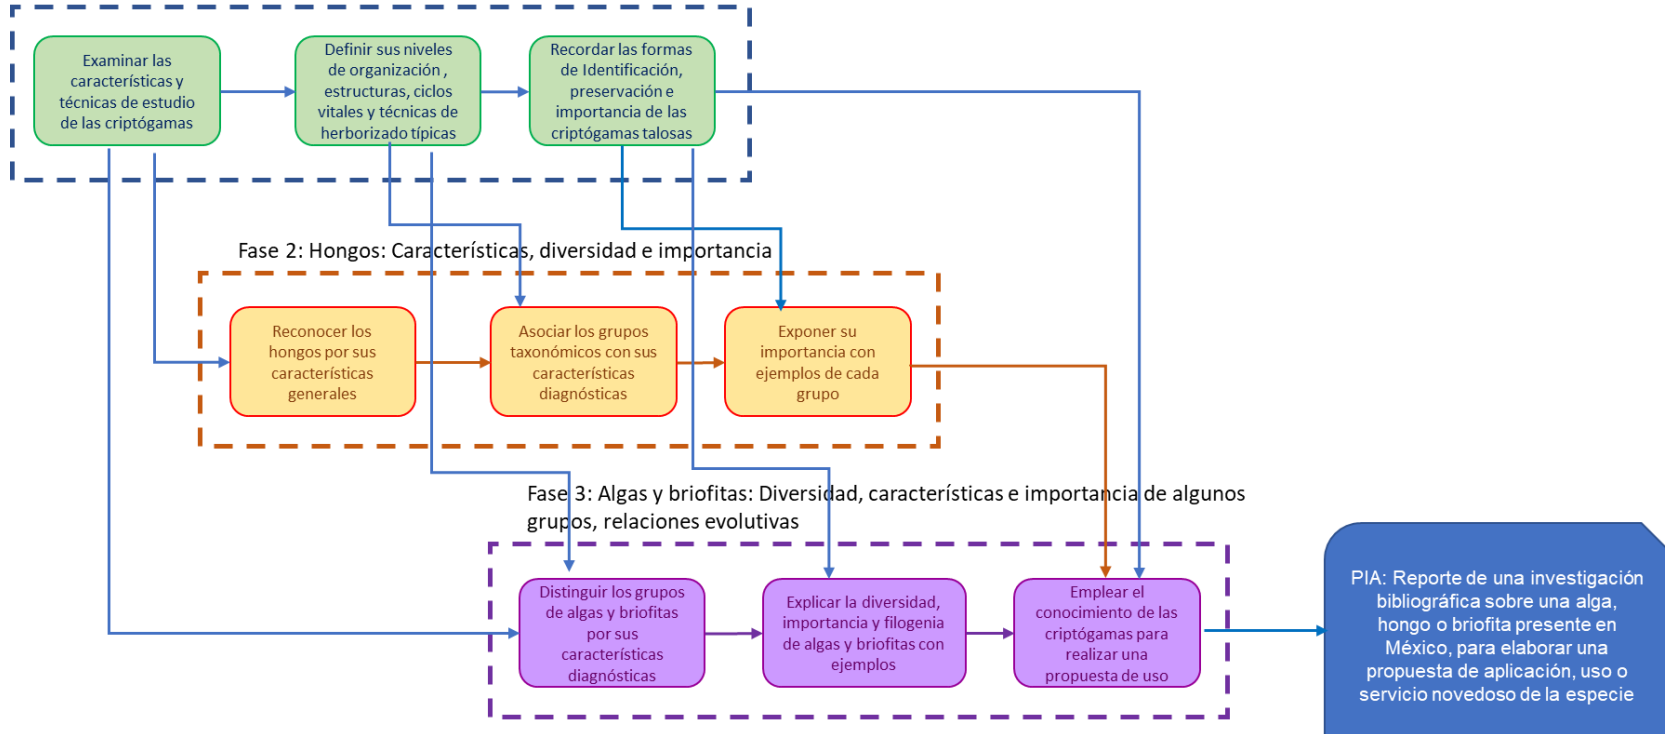 Examinar las
características y
técnicas de estudio
de las criptógamas
Definir sus niveles
de organización ,
estructuras, ciclos
vitales y técnicas de
herborizado típicas
Recordar las formas
de Identificación,
preservación e
importancia de las
criptógamas talosas
Fase 2: Hongos: Características, diversidad e importancia
Reconocer los
hongos por sus
características
generales
Asociar los grupos
taxonómicos con sus
características
diagnósticas
Exponer su
importancia con
ejemplos de cada
grupo
Fase 3: Algas y briofitas: Diversidad, características e importancia de algunos
grupos, relaciones evolutivas
Distinguir los grupos
de algas y briofitas
por sus
características
diagnósticas
Explicar la diversidad,
importancia y filogenia
de algas y briofitas con
ejemplos
Emplear el
conocimiento de las
criptógamas para
realizar una
propuesta de uso
PIA: Reporte de una investigación
bibliográfica sobre una alga,
hongo o briofita presente en
México, para elaborar una
propuesta de aplicación, uso o
servicio novedoso de la especie